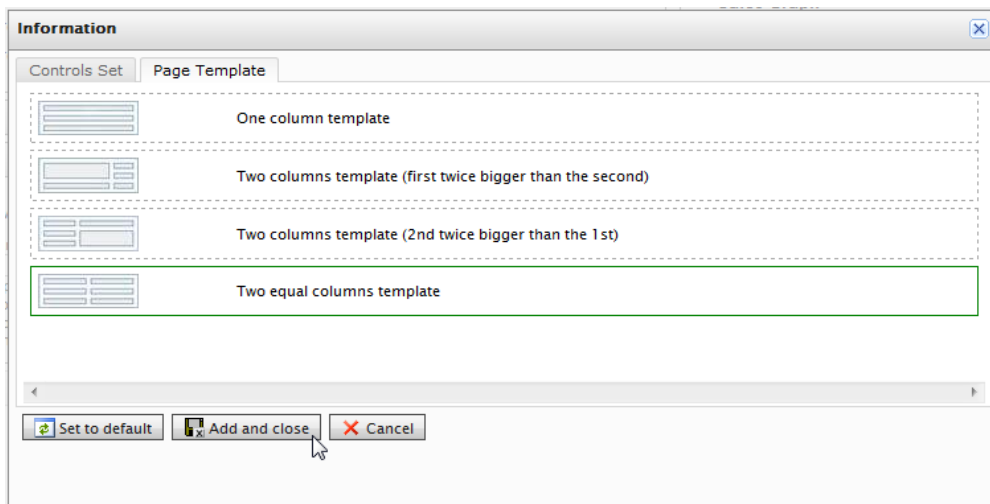 Information
Controls Set
Page Template
One column template
Two columns template (first twice bigger than the second)
Two columns template (2nd twice bigger than the 1st)
Two equal columns template
Set to default
Add and close
Cancel